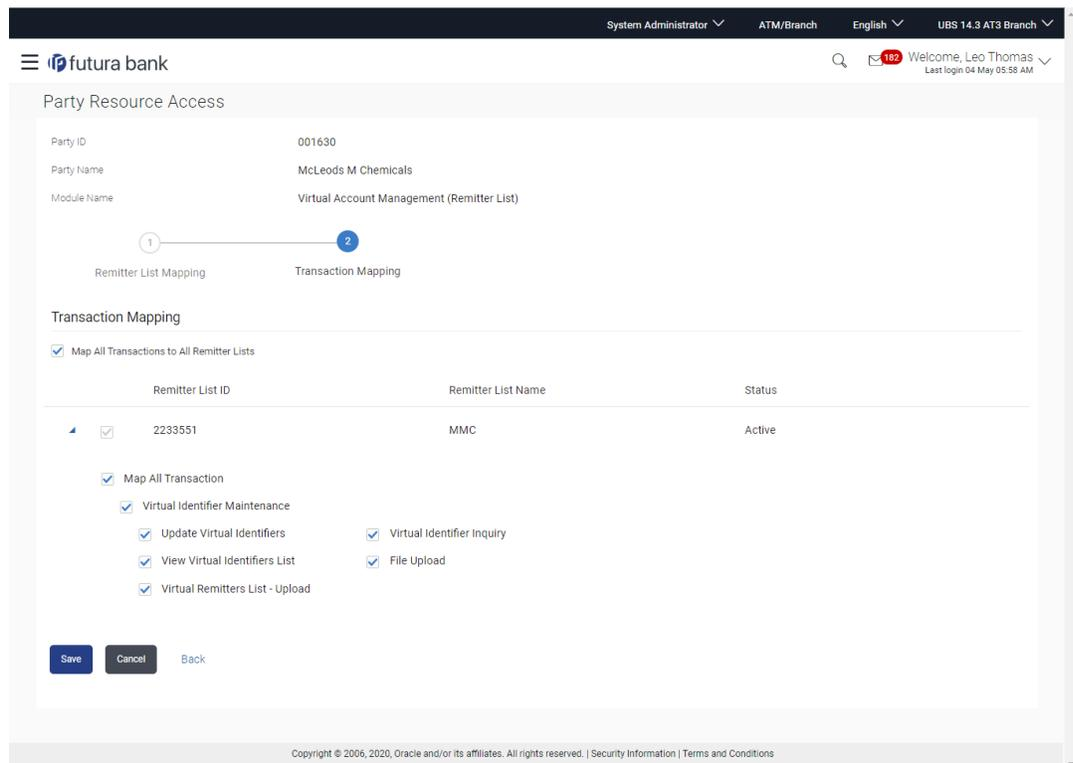 System Administrator ATM/Branch English UBS 14.3 AT3 Branch
futura bank
182
Welcome, Leo Thomas
Last login 04 May 05:58 AM
Party Resource Access
Party ID 001630
Party Name McLeods M Chemicals
Module Name Virtual Account Management (Remitter List)
1 2
Remitter List Mapping Transaction Mapping
Transaction Mapping
Map All Transactions to All Remitter Lists
Remitter List ID Remitter List Name Status
2233551 MMC Active
Map All Transaction
Virtual Identifier Maintenance
Update Virtual Identifiers Virtual Identifier Inquiry
View Virtual Identifiers List File Upload
Virtual Remitters List - Upload
Save Cancel Back
Copyright © 2006, 2020, Oracle and/or its affiliates. All rights reserved. | Security Information | Terms and Conditions